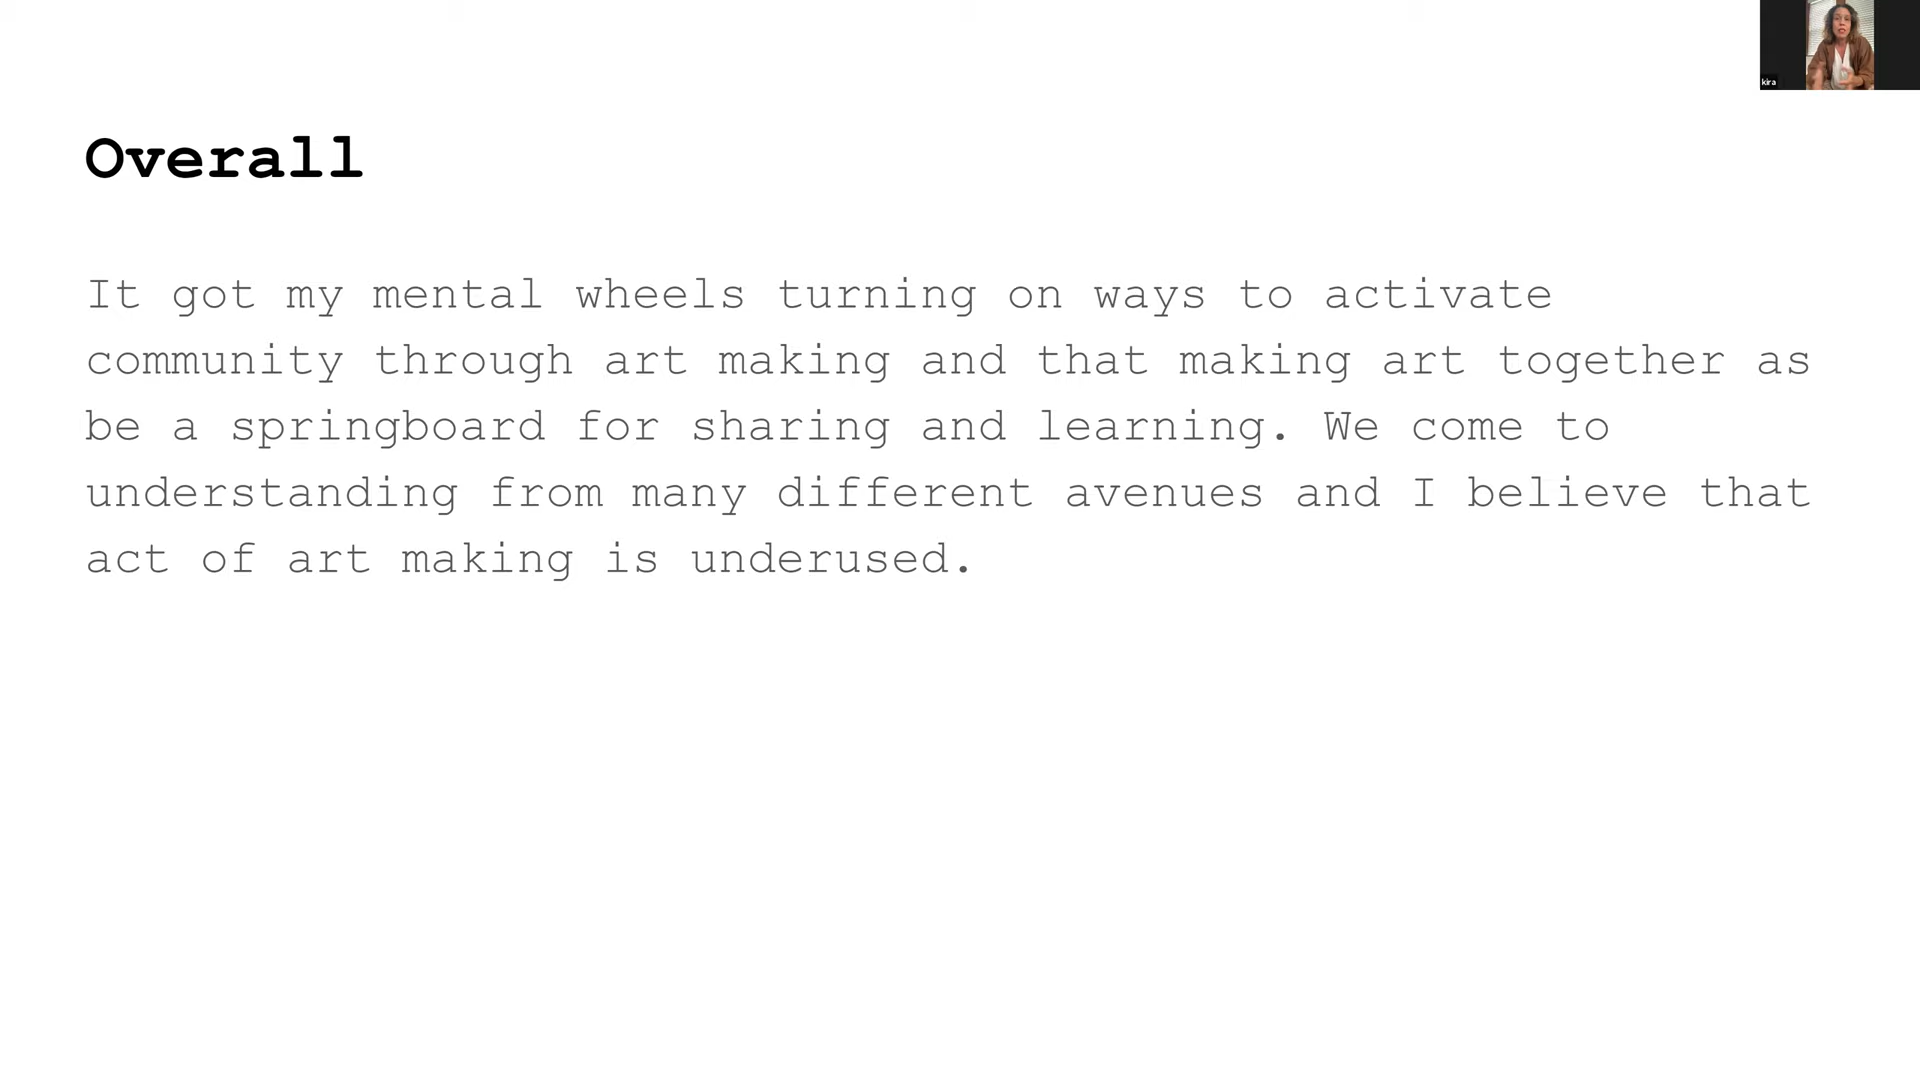 kira
Overall
It got my mental wheels turning on ways to activate
community through art making and that making art together as
be a springboard for sharing and learning. We come to
understanding from many different avenues and I believe that
act of art making is underused.